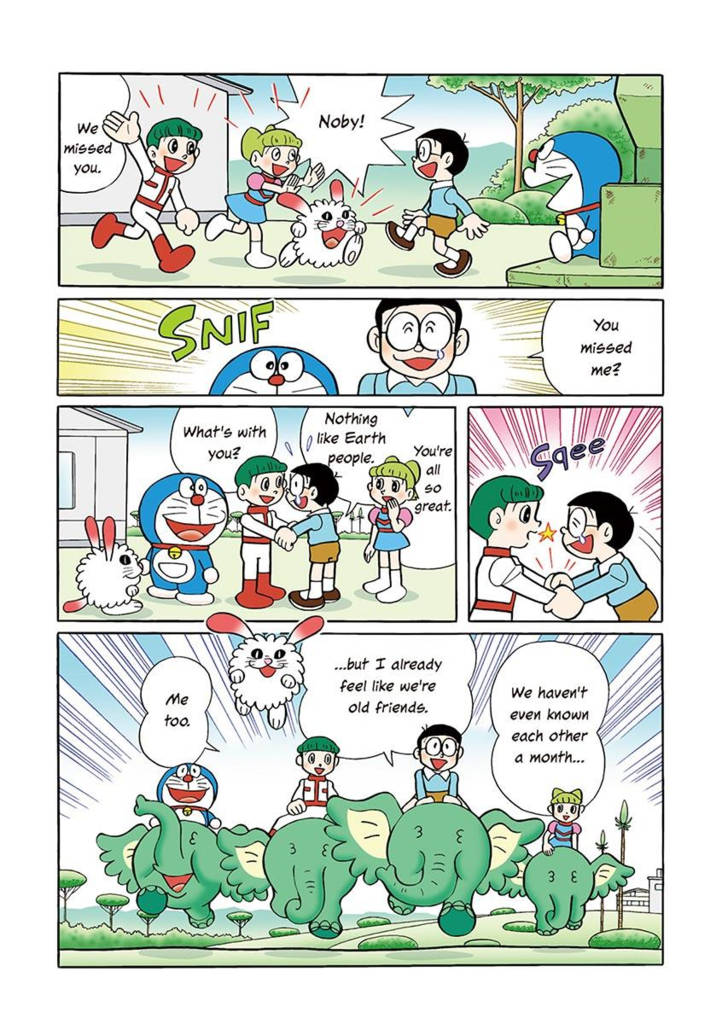 We
missed
you.
Noby!
SNIF
You
missed
me?
What's with
you?
Nothing
like Earth
people.
You're
all
so
great.
Sqee
Me
too.
...but I already
feel like we're
old friends.
We haven't
even known
each other
a month...